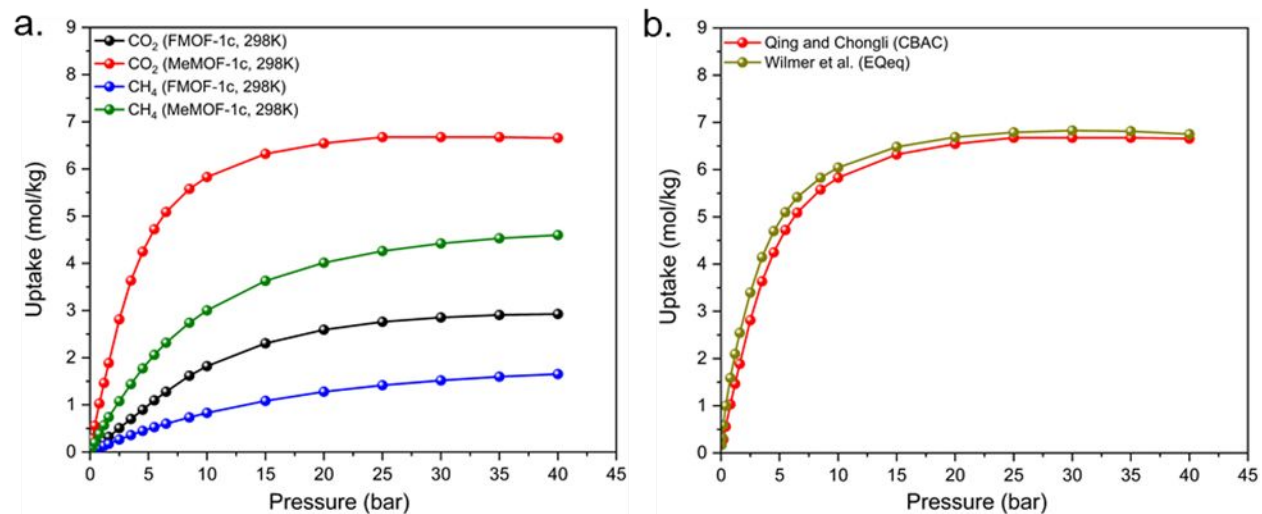 a.
CO₂ (FMOF-1c, 298K)
CO₂ (MeMOF-1c, 298K)
CH₄ (FMOF-1c, 298K)
CH₄ (MeMOF-1c, 298K)
Uptake (mol/kg)
9
8
7
6
5
4
3
2
1
0
0 5 10 15 20 25 30 35 40 45
Pressure (bar)
b.
Qing and Chongli (CBAC)
Wilmer et al. (EQeq)
Uptake (mol/kg)
9
8
7
6
5
4
3
2
1
0
0 5 10 15 20 25 30 35 40 45
Pressure (bar)